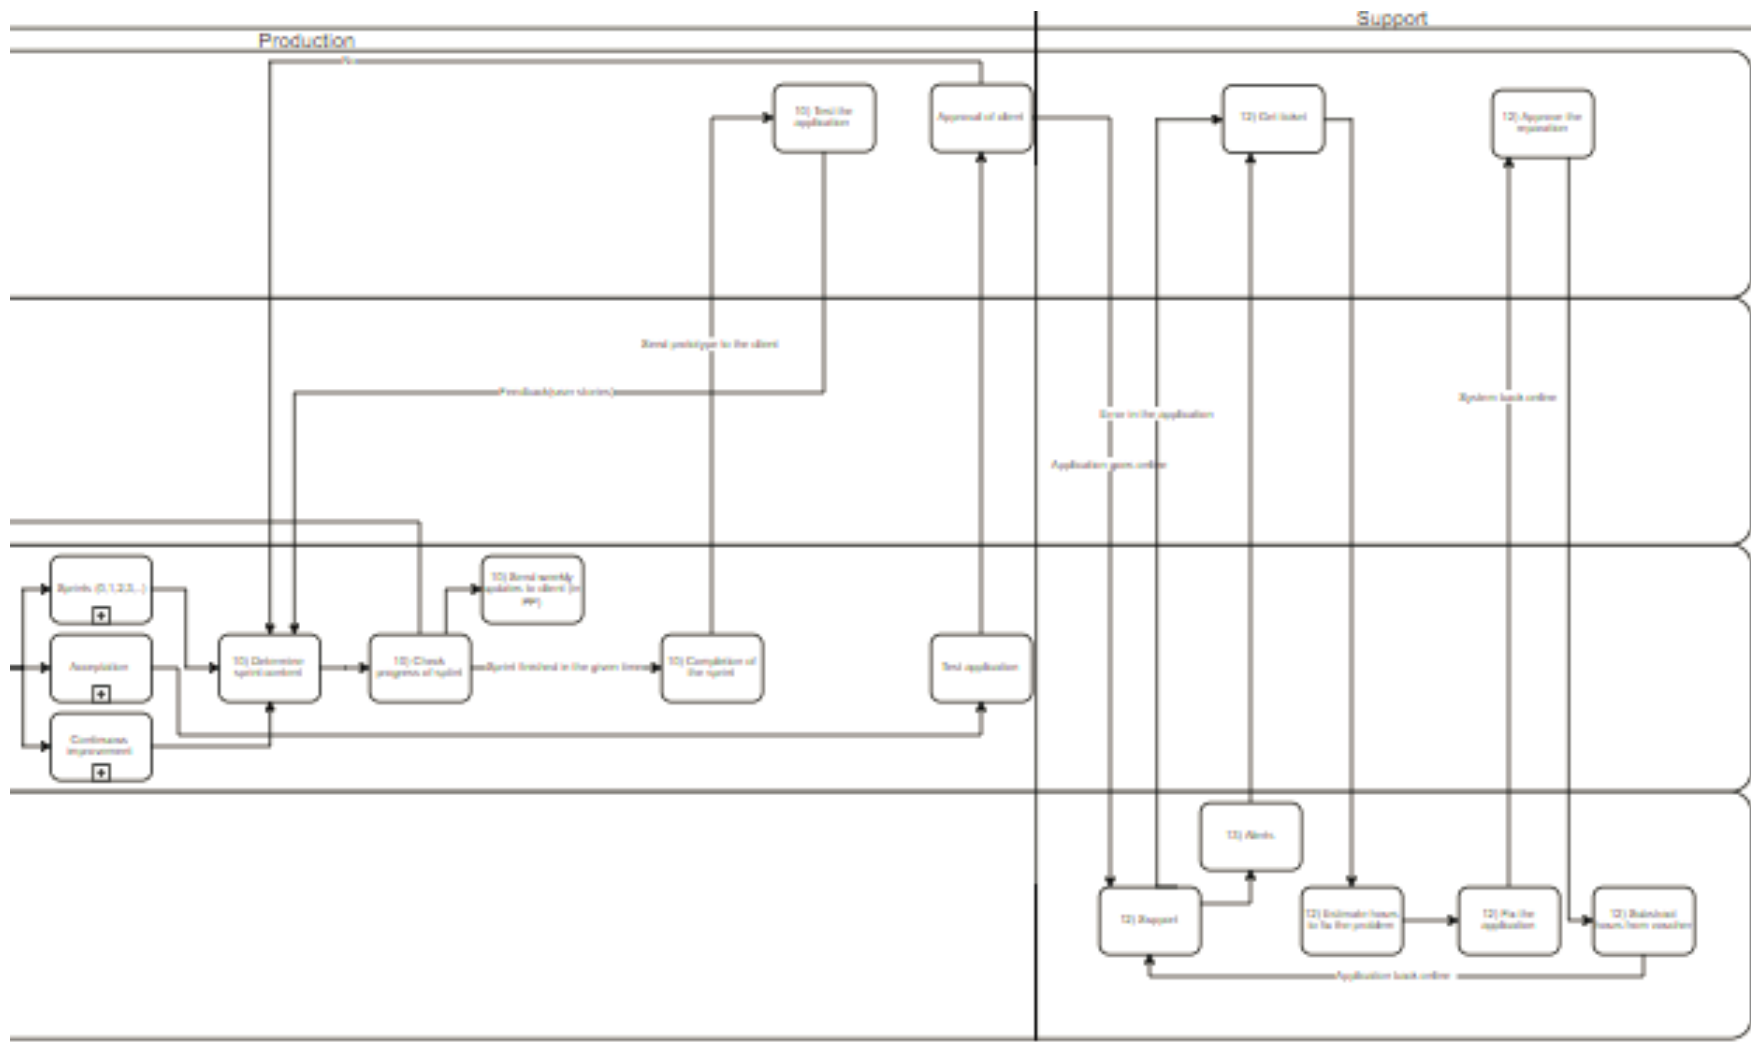 Support
Production
10) Test the
application
Approval of client
12) Get ticket
12) Approve the
reparation
Send prototype to the client
Feedback(user stories)
System back online
Error in the application
Application goes online
Sprints (0,1,2,3,..)
10) Send weekly
updates to client (in
Acceptation
10) Determine
sprint content
10) Check
progress of sprint
Sprint finished in the given time
10) Completion of
the sprint
Test application
Continuous
improvement
12) Alerts
12) Support
12) Estimate hours
to fix the problem
12) Fix the
application
12) Substract
hours from voucher
Application back online